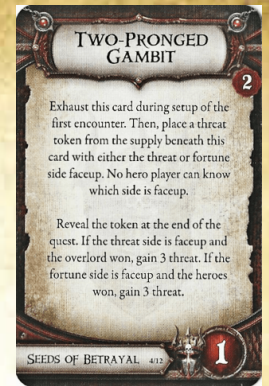 TWO-PRONGED
GAMBIT
2
Exhaust this card during setup of the
first encounter. Then, place a threat
token from the supply beneath this
card with either the threat or fortune
side faceup. No hero player can know
which side is faceup.
Reveal the token at the end of the
quest. If the threat side is faceup and
the overlord won, gain 3 threat. If the
fortune side is faceup and the heroes
won, gain 3 threat.
SEEDS OF BETRAYAL 4/12
1